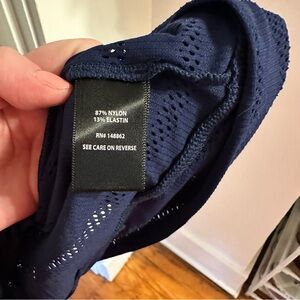 87% NYLON
13% ELASTIN
RN# 148862
SEE CARE ON REVERSE